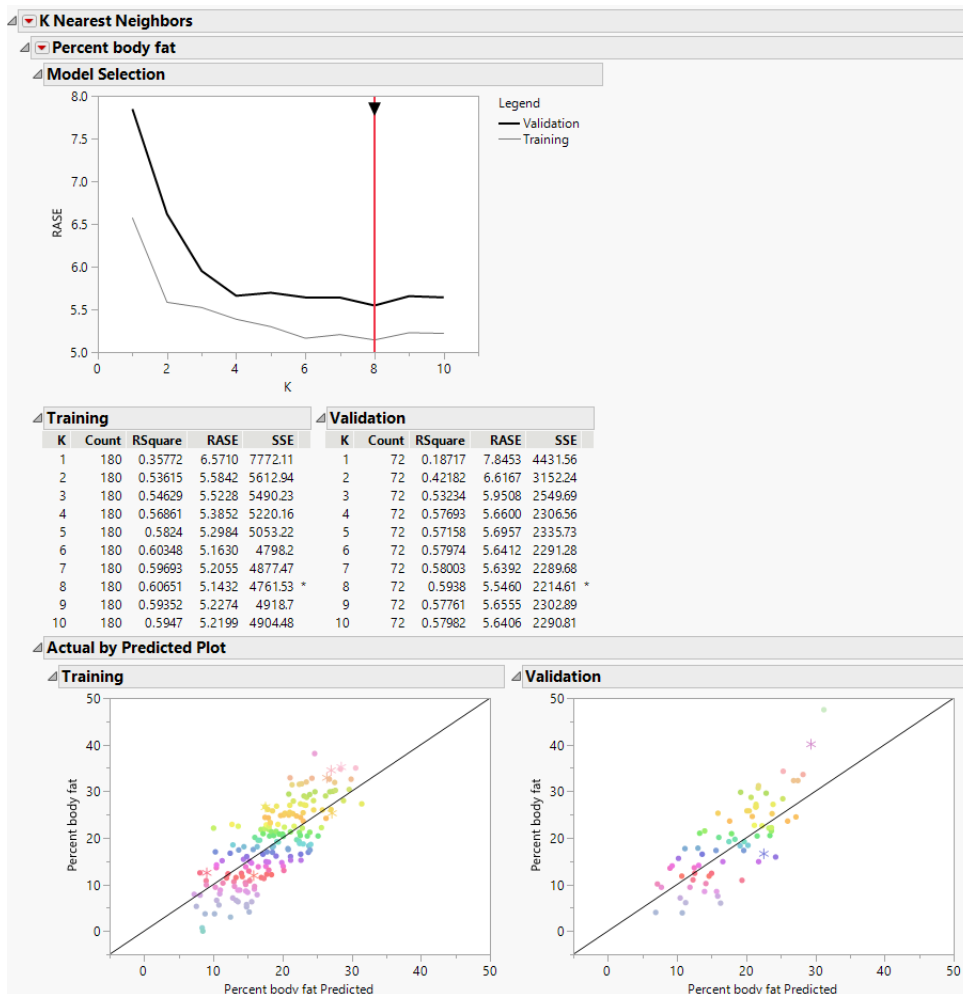 K Nearest Neighbors
Percent body fat
Model Selection
8.0
7.5
7.0
6.5
6.0
5.5
5.0
RASE
0 2 4 6 8 10
K
Legend
Validation
Training
Training
K Count RSquare RASE SSE
1 180 0.35772 6.5710 7772.11
2 180 0.53615 5.5842 5612.94
3 180 0.54629 5.5228 5490.23
4 180 0.56861 5.3852 5220.16
5 180 0.5824 5.2984 5053.22
6 180 0.60348 5.1630 4798.2
7 180 0.59693 5.2055 4877.47
8 180 0.60651 5.1432 4761.53 *
9 180 0.59352 5.2274 4918.7
10 180 0.5947 5.2199 4904.48
Validation
K Count RSquare RASE SSE
1 72 0.18717 7.8453 4431.56
2 72 0.42182 6.6167 3152.24
3 72 0.53234 5.9508 2549.69
4 72 0.57693 5.6600 2306.56
5 72 0.57158 5.6957 2335.73
6 72 0.57974 5.6412 2291.28
7 72 0.58003 5.6392 2289.68
8 72 0.5938 5.5460 2214.61 *
9 72 0.57761 5.6555 2302.89
10 72 0.57982 5.6406 2290.81
Actual by Predicted Plot
Training
50
40
30
20
10
0
Percent body fat
0 10 20 30 40 50
Percent body fat Predicted
Validation
50
40
30
20
10
0
Percent body fat
0 10 20 30 40 50
Percent body fat Predicted